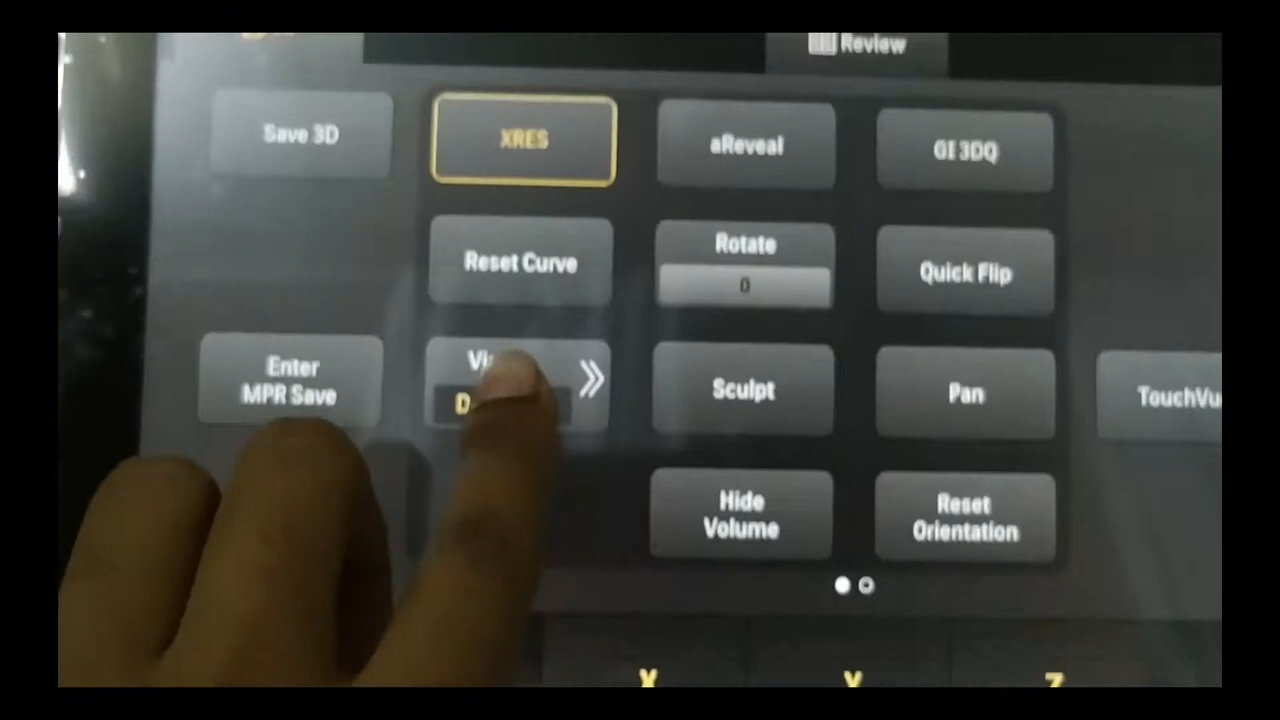 Review
Save 3D
XRES
aReveal
GI 3DQ
Reset Curve
Rotate
0
Quick Flip
Enter
MPR Save
Sculpt
Pan
Hide
Volume
Reset
Orientation
X
Y
Z